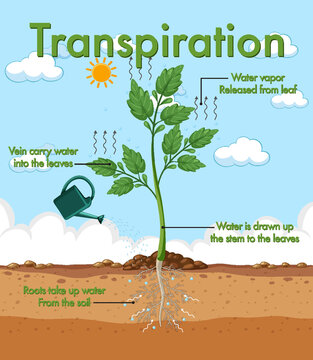 Transpiration
Water vapor
Released from leaf
Vein carry water
into the leaves
Water is drawn up
the stem to the leaves
Roots take up water
From the soil